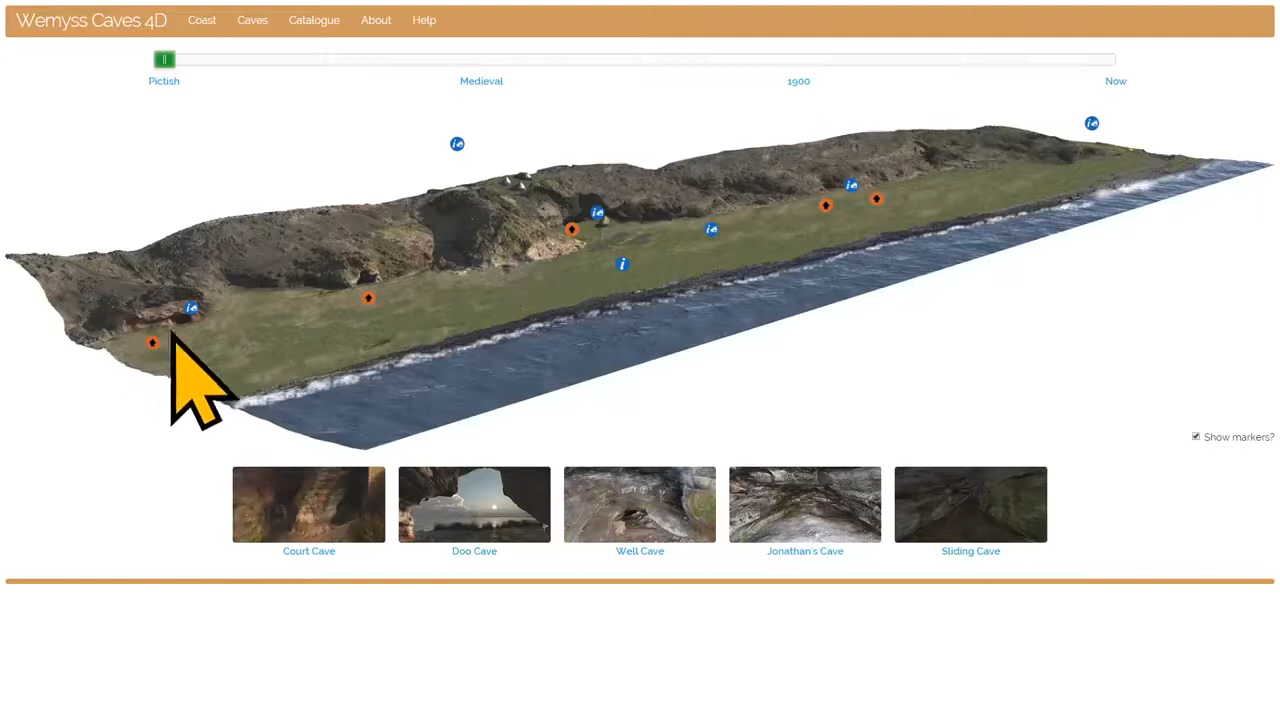 Wemyss Caves 4D Coast Caves Catalogue About Help
Pictish Medieval 1900 Now
Show markers?
Court Cave Doo Cave Well Cave Jonathan's Cave Sliding Cave